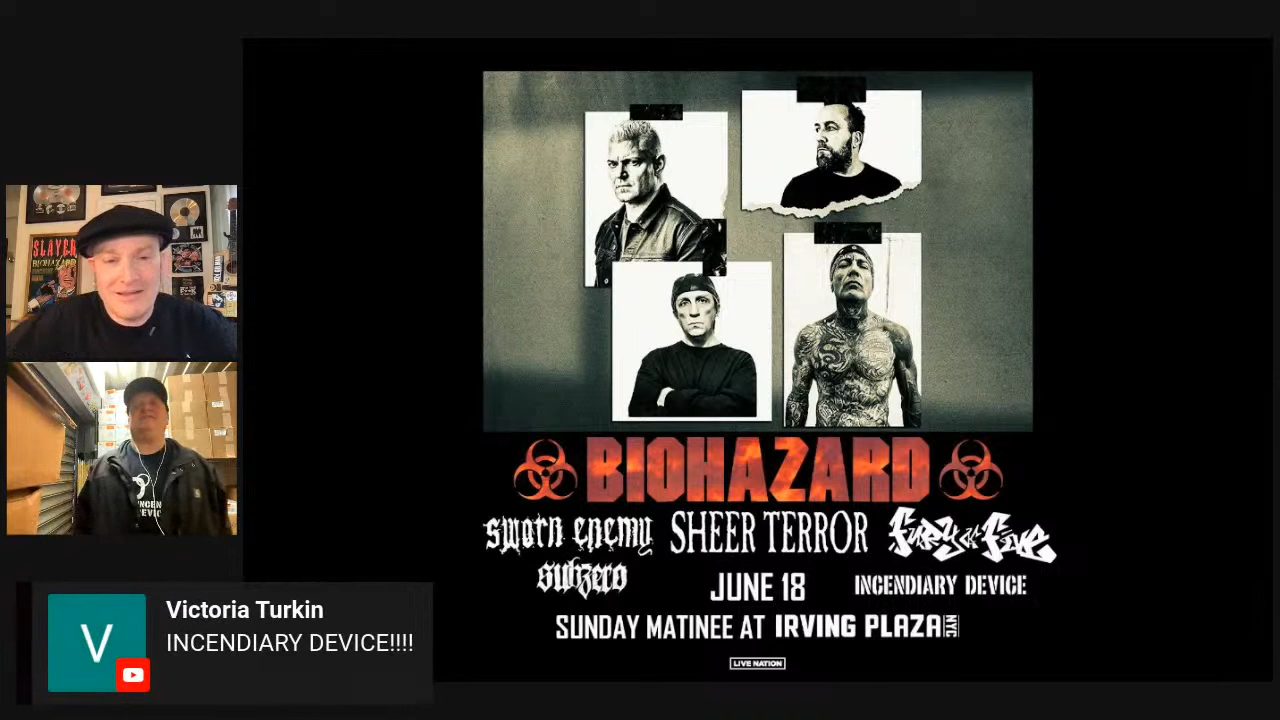 SLAYER
BIOHAZARD
BIOHAZARD
SWORN ENEMY
SHEER TERROR
FURY OF FIVE
SUBZERO
JUNE 18
INCENDIARY DEVICE
SUNDAY MATINEE AT IRVING PLAZA NYC
LIVE NATION
V
Victoria Turkin
INCENDIARY DEVICE!!!!